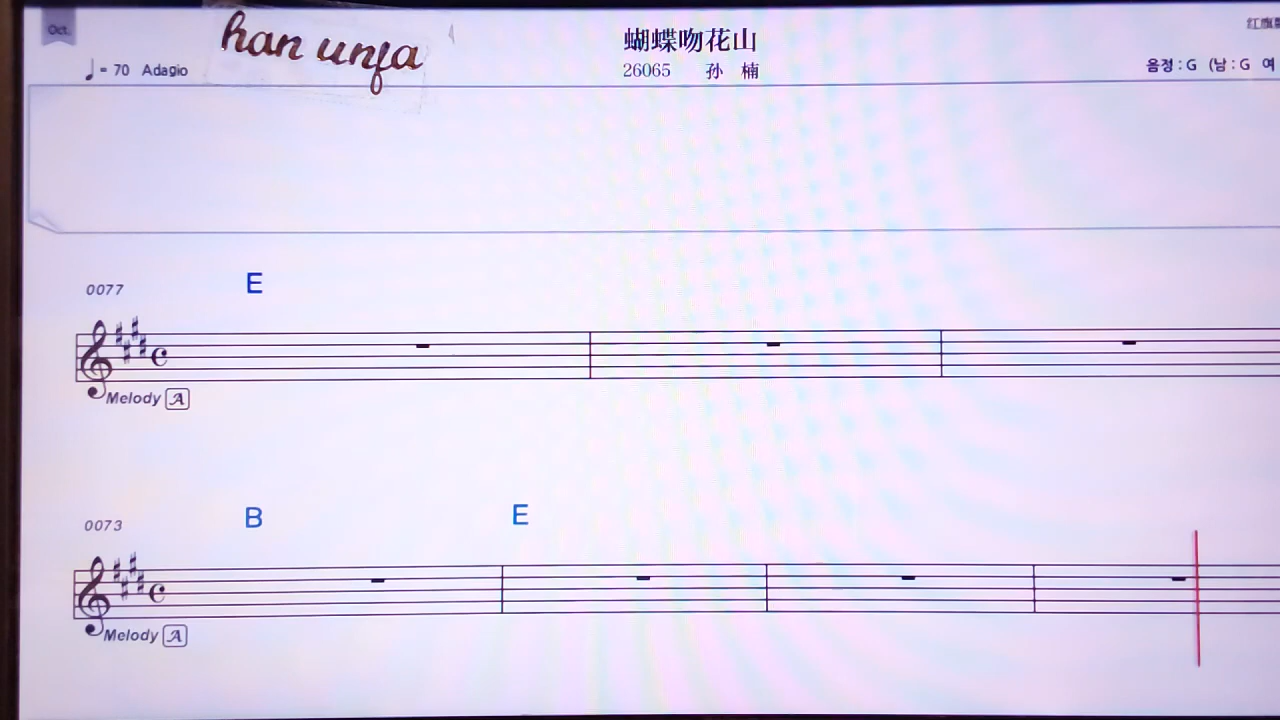 Oct.
han unfa
蝴蝶吻花山
26065 孙 楠
♩= 70 Adagio
음정 : G (남 : G 여
0077
E
Melody A
0073
B E
Melody A